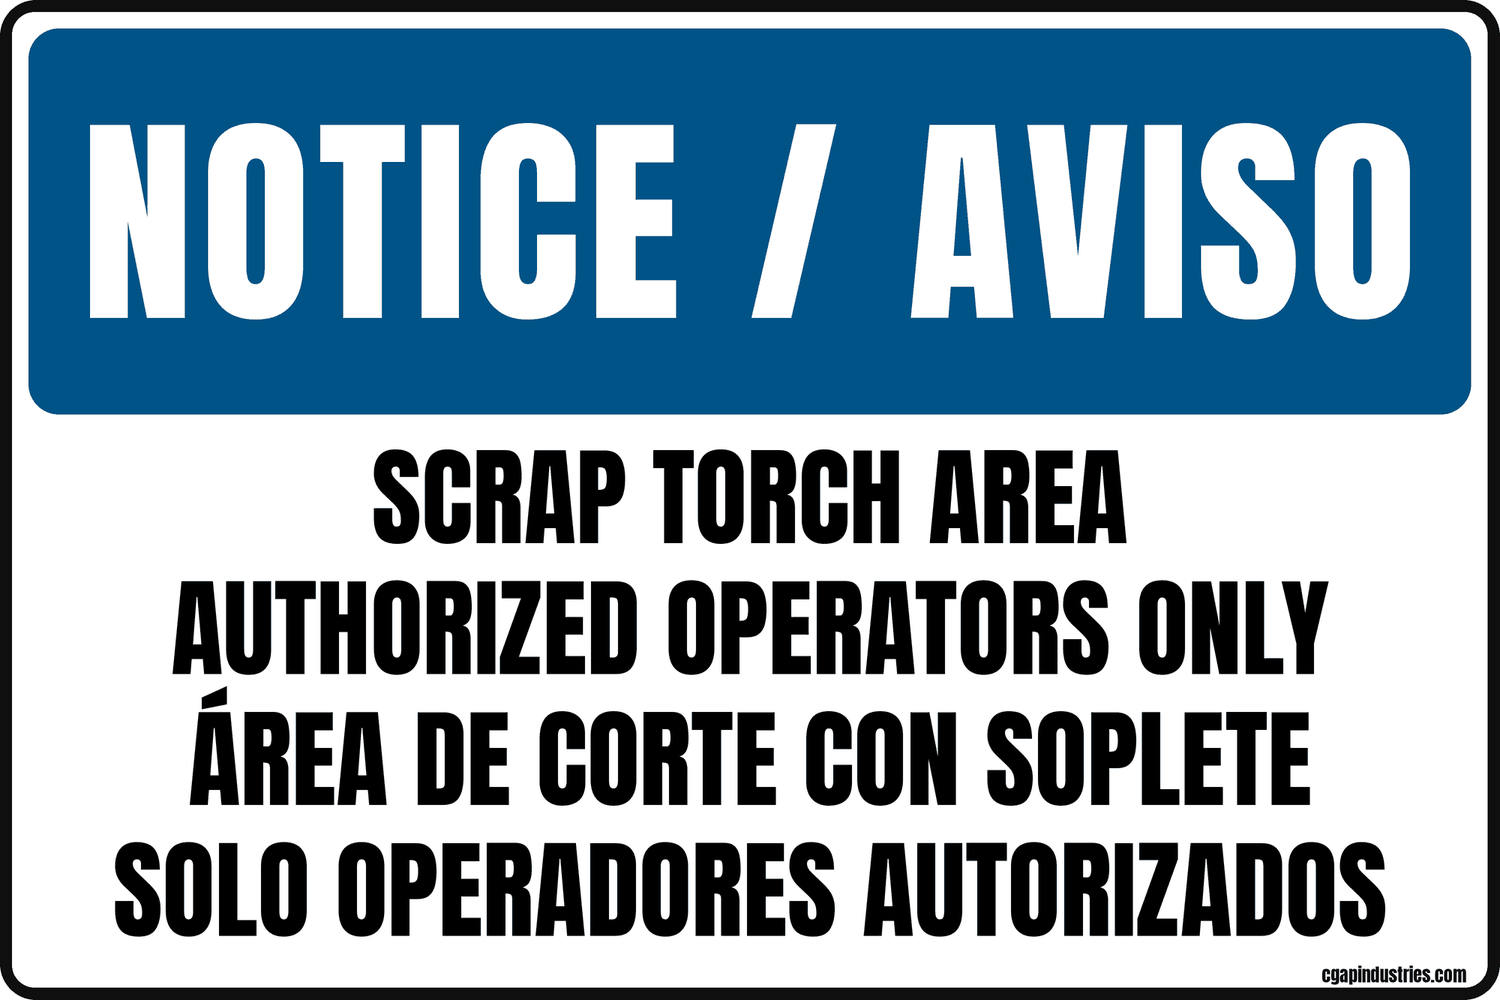 NOTICE / AVISO
SCRAP TORCH AREA
AUTHORIZED OPERATORS ONLY
ÁREA DE CORTE CON SOPLETE
SOLO OPERADORES AUTORIZADOS
cgapindustries.com